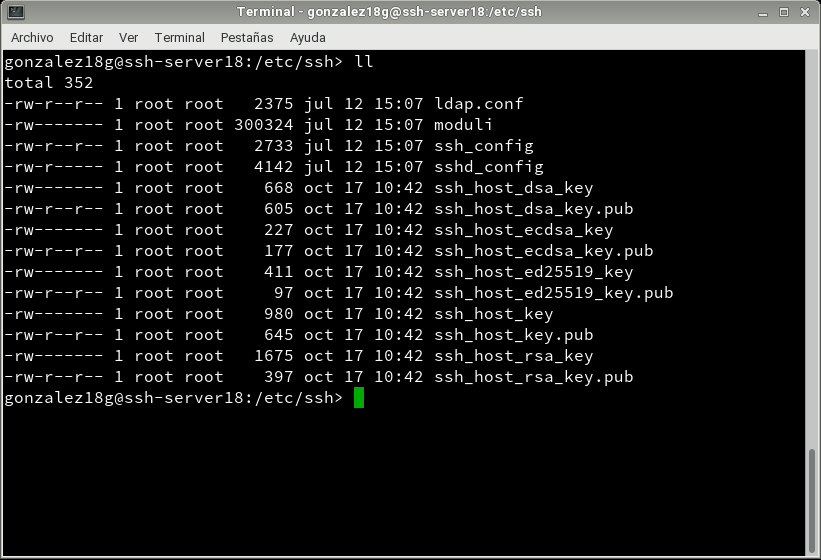 Terminal - gonzalez18g@ssh-server18:/etc/ssh
Archivo Editar Ver Terminal Pestañas Ayuda
gonzalez18g@ssh-server18:/etc/ssh> ll
total 352
-rw-r--r-- 1 root root   2375 jul 12 15:07 ldap.conf
-rw------- 1 root root 300324 jul 12 15:07 moduli
-rw-r--r-- 1 root root   2733 jul 12 15:07 ssh_config
-rw-r----- 1 root root   4142 jul 12 15:07 sshd_config
-rw------- 1 root root    668 oct 17 10:42 ssh_host_dsa_key
-rw-r--r-- 1 root root    605 oct 17 10:42 ssh_host_dsa_key.pub
-rw------- 1 root root    227 oct 17 10:42 ssh_host_ecdsa_key
-rw-r--r-- 1 root root    177 oct 17 10:42 ssh_host_ecdsa_key.pub
-rw------- 1 root root    411 oct 17 10:42 ssh_host_ed25519_key
-rw-r--r-- 1 root root     97 oct 17 10:42 ssh_host_ed25519_key.pub
-rw------- 1 root root    980 oct 17 10:42 ssh_host_key
-rw-r--r-- 1 root root    645 oct 17 10:42 ssh_host_key.pub
-rw------- 1 root root   1675 oct 17 10:42 ssh_host_rsa_key
-rw-r--r-- 1 root root    397 oct 17 10:42 ssh_host_rsa_key.pub
gonzalez18g@ssh-server18:/etc/ssh>